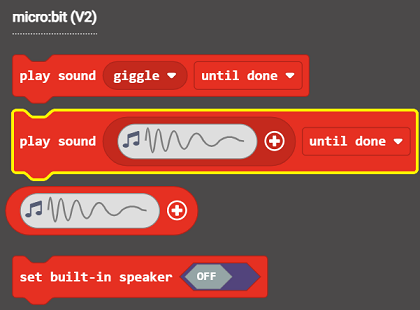 micro:bit (V2)
play sound giggle until done
play sound until done
set built-in speaker OFF